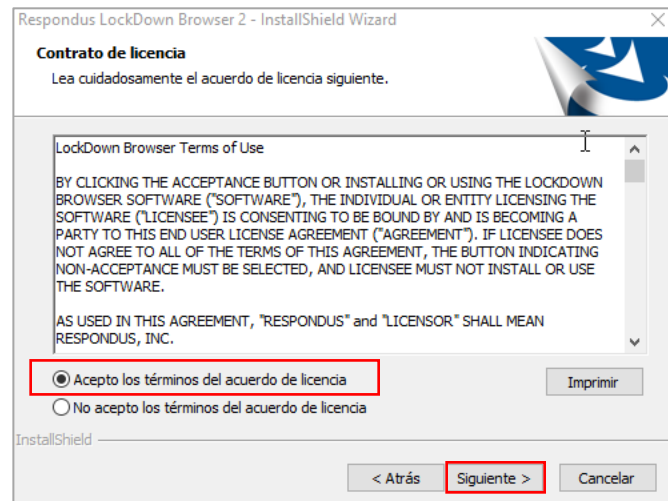 Respondus LockDown Browser 2 - InstallShield Wizard
Contrato de licencia
Lea cuidadosamente el acuerdo de licencia siguiente.
LockDown Browser Terms of Use
BY CLICKING THE ACCEPTANCE BUTTON OR INSTALLING OR USING THE LOCKDOWN
BROWSER SOFTWARE ("SOFTWARE"), THE INDIVIDUAL OR ENTITY LICENSING THE
SOFTWARE ("LICENSEE") IS CONSENTING TO BE BOUND BY AND IS BECOMING A
PARTY TO THIS END USER LICENSE AGREEMENT ("AGREEMENT"). IF LICENSEE DOES
NOT AGREE TO ALL OF THE TERMS OF THIS AGREEMENT, THE BUTTON INDICATING
NON-ACCEPTANCE MUST BE SELECTED, AND LICENSEE MUST NOT INSTALL OR USE
THE SOFTWARE.
AS USED IN THIS AGREEMENT, "RESPONDUS" and "LICENSOR" SHALL MEAN
RESPONDUS, INC.
Acepto los términos del acuerdo de licencia
Imprimir
No acepto los términos del acuerdo de licencia
InstallShield
< Atrás
Siguiente >
Cancelar